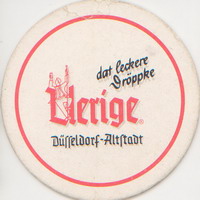 dat leckere
Dröppke
Uerige®
Düsseldorf-Altstadt